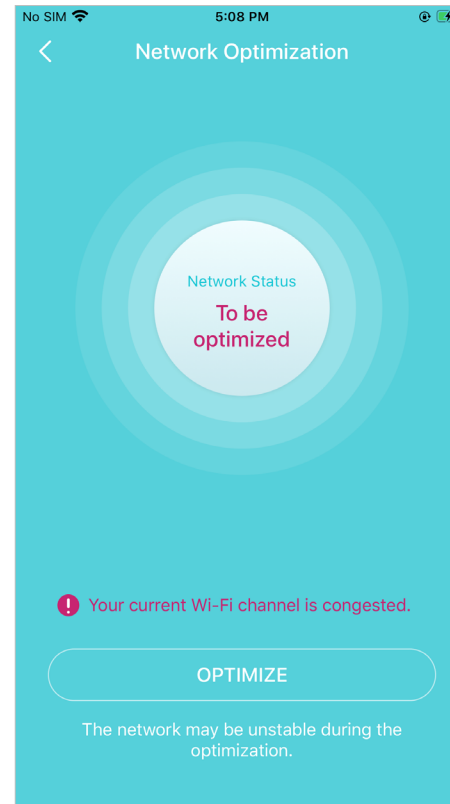 No SIM 5:08 PM
Network Optimization
Network Status
To be
optimized
Your current Wi-Fi channel is congested.
OPTIMIZE
The network may be unstable during the
optimization.